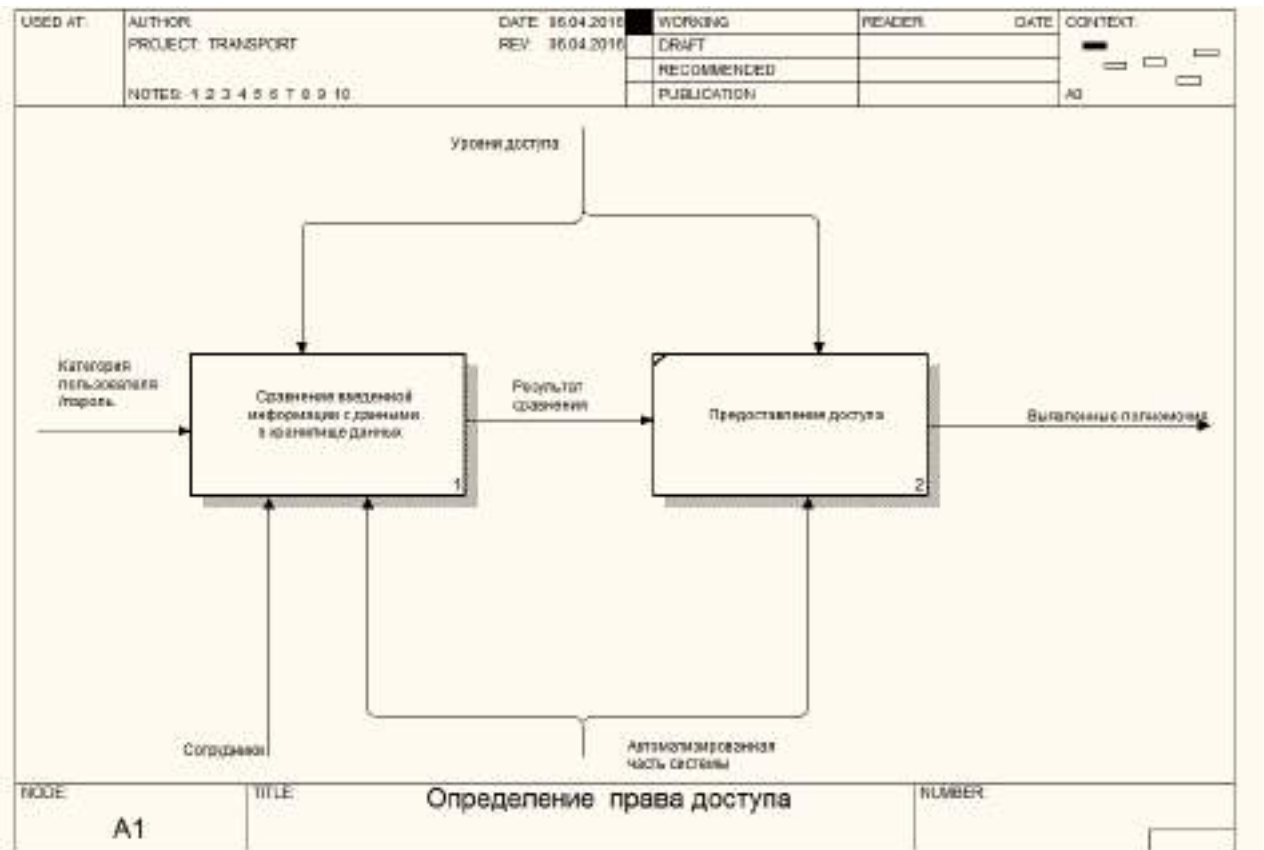 USED AT:
AUTHOR:
DATE: 06.04.2016
PROJECT: TRANSPORT
REV: 06.04.2016
NOTES: 1 2 3 4 5 6 7 8 9 10
WORKING
DRAFT
RECOMMENDED
PUBLICATION
READER
DATE
CONTEXT:
A0
Уровни доступа
Категория
пользователя
/пароль
Сравнение введенной
информации с данными
в хранилище данных
1
Результат
сравнения
Предоставление доступа
2
Выявленные полномочия
Сотрудники
Автоматизированная
часть системы
NODE:
A1
TITLE:
Определение права доступа
NUMBER: